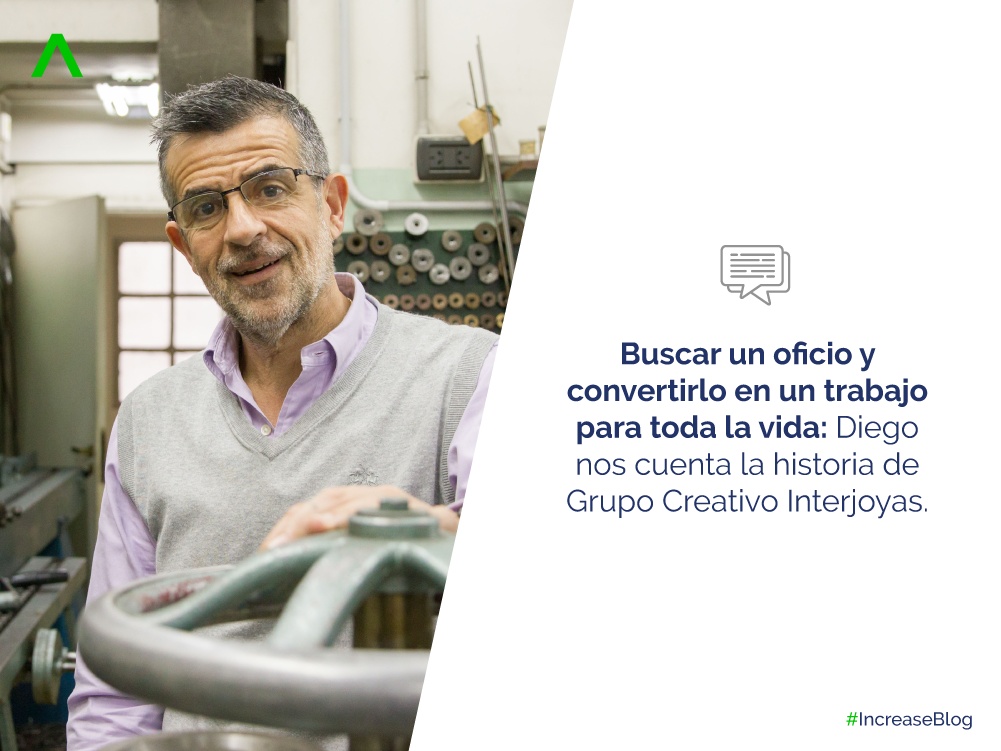 Buscar un oficio y
convertirlo en un trabajo
para toda la vida: Diego
nos cuenta la historia de
Grupo Creativo Interjoyas.
#IncreaseBlog